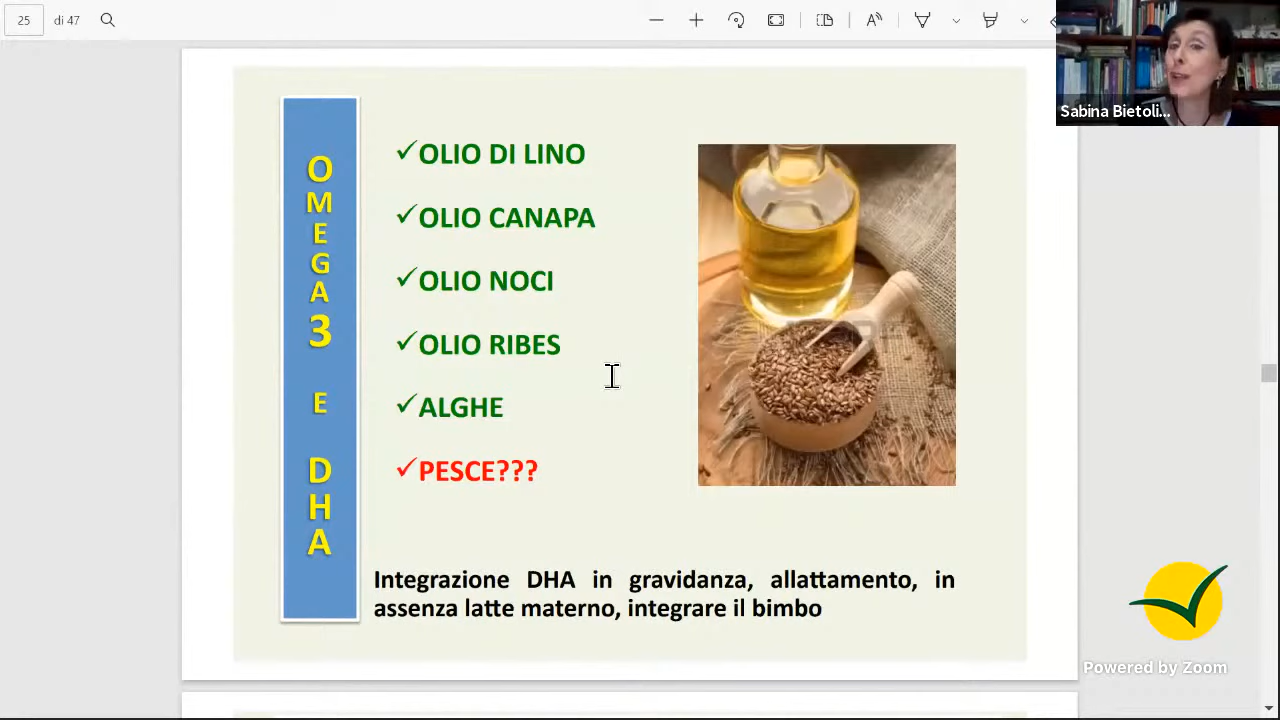 25 di 47
Sabina Bietoli...
OMEGA 3 E DHA
✓OLIO DI LINO
✓OLIO CANAPA
✓OLIO NOCI
✓OLIO RIBES
✓ALGHE
✓PESCE???
Integrazione DHA in gravidanza, allattamento, in
assenza latte materno, integrare il bimbo
Powered by Zoom